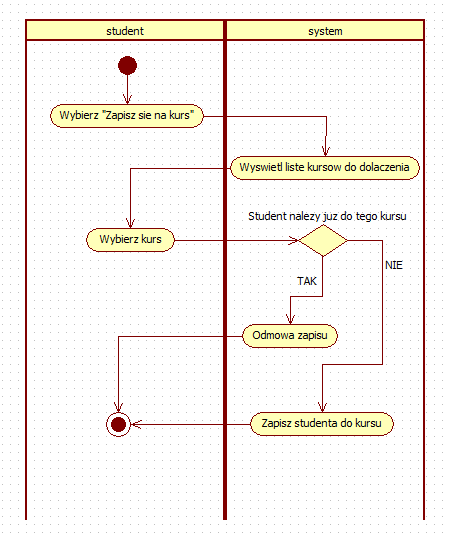 student
system
Wybierz "Zapisz sie na kurs"
Wyswietl liste kursow do dolaczenia
Student nalezy juz do tego kursu
Wybierz kurs
NIE
TAK
Odmowa zapisu
Zapisz studenta do kursu